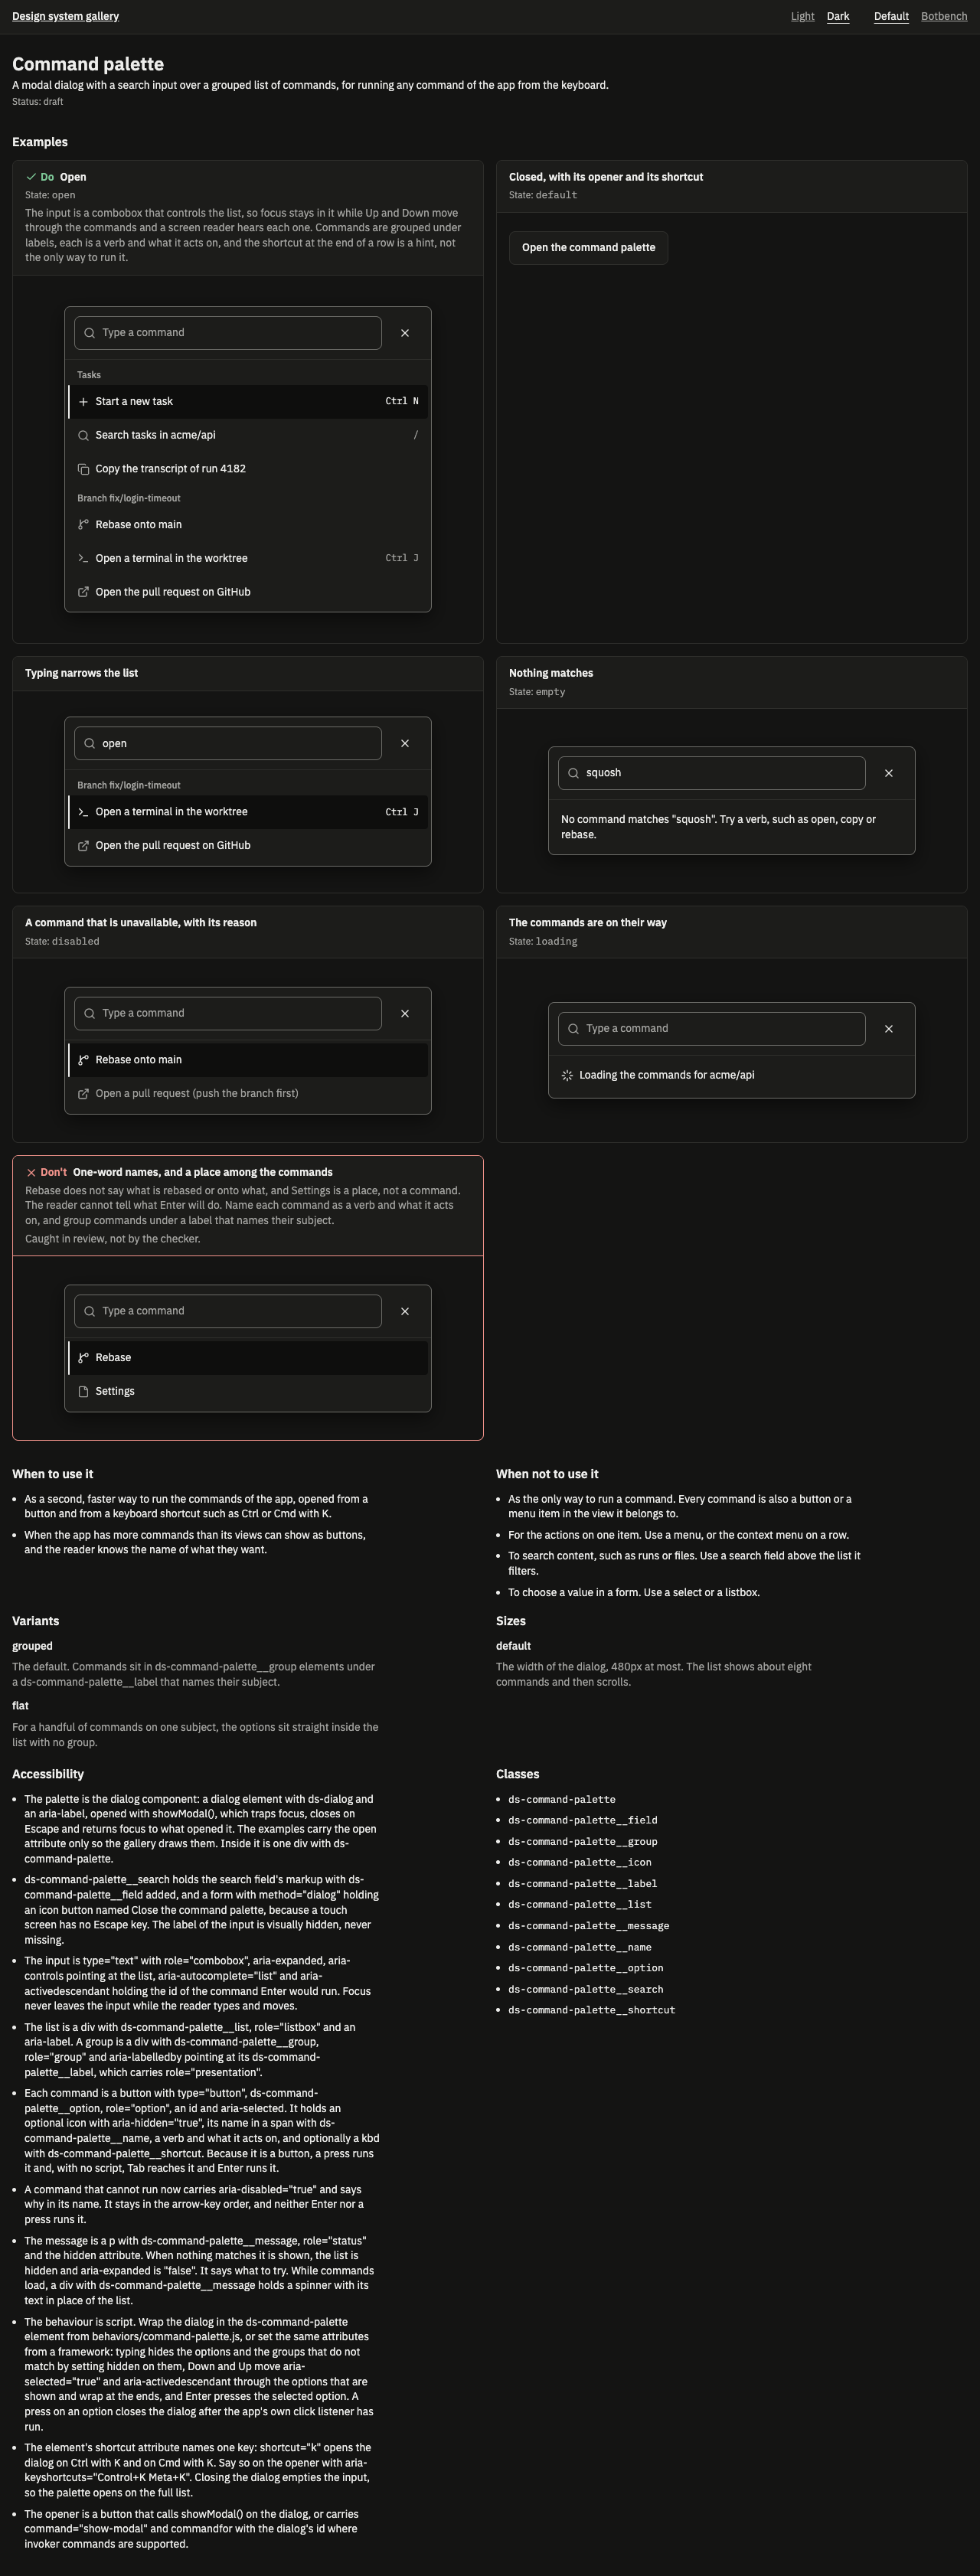 Design system gallery
Light Dark Default Botbench
Command palette
A modal dialog with a search input over a grouped list of commands, for running any command of the app from the keyboard.
Status: draft
Examples
Do Open
State: open
The input is a combobox that controls the list, so focus stays in it while Up and Down move
through the commands and a screen reader hears each one. Commands are grouped under
labels, each is a verb and what it acts on, and the shortcut at the end of a row is a hint, not
the only way to run it.
Type a command
Tasks
Start a new task Ctrl N
Search tasks in acme/api /
Copy the transcript of run 4182
Branch fix/login-timeout
Rebase onto main
Open a terminal in the worktree Ctrl J
Open the pull request on GitHub
Closed, with its opener and its shortcut
State: default
Open the command palette
Typing narrows the list
open
Branch fix/login-timeout
Open a terminal in the worktree Ctrl J
Open the pull request on GitHub
Nothing matches
State: empty
squosh
No command matches "squosh". Try a verb, such as open, copy or
rebase.
A command that is unavailable, with its reason
State: disabled
Type a command
Rebase onto main
Open a pull request (push the branch first)
The commands are on their way
State: loading
Type a command
Loading the commands for acme/api
Don't One-word names, and a place among the commands
Rebase does not say what is rebased or onto what, and Settings is a place, not a command.
The reader cannot tell what Enter will do. Name each command as a verb and what it acts
on, and group commands under a label that names their subject.
Caught in review, not by the checker.
Type a command
Rebase
Settings
When to use it
As a second, faster way to run the commands of the app, opened from a
button and from a keyboard shortcut such as Ctrl or Cmd with K.
When the app has more commands than its views can show as buttons,
and the reader knows the name of what they want.
When not to use it
As the only way to run a command. Every command is also a button or a
menu item in the view it belongs to.
For the actions on one item. Use a menu, or the context menu on a row.
To search content, such as runs or files. Use a search field above the list it
filters.
To choose a value in a form. Use a select or a listbox.
Variants
grouped
The default. Commands sit in ds-command-palette__group elements under
a ds-command-palette__label that names their subject.
flat
For a handful of commands on one subject, the options sit straight inside the
list with no group.
Sizes
default
The width of the dialog, 480px at most. The list shows about eight
commands and then scrolls.
Accessibility
The palette is the dialog component: a dialog element with ds-dialog and
an aria-label, opened with showModal(), which traps focus, closes on
Escape and returns focus to what opened it. The examples carry the open
attribute only so the gallery draws them. Inside it is one div with ds-
command-palette.
ds-command-palette__search holds the search field's markup with ds-
command-palette__field added, and a form with method="dialog" holding
an icon button named Close the command palette, because a touch
screen has no Escape key. The label of the input is visually hidden, never
missing.
The input is type="text" with role="combobox", aria-expanded, aria-
controls pointing at the list, aria-autocomplete="list" and aria-
activedescendant holding the id of the command Enter would run. Focus
never leaves the input while the reader types and moves.
The list is a div with ds-command-palette__list, role="listbox" and an
aria-label. A group is a div with ds-command-palette__group,
role="group" and aria-labelledby pointing at its ds-command-
palette__label, which carries role="presentation".
Each command is a button with type="button", ds-command-
palette__option, role="option", an id and aria-selected. It holds an
optional icon with aria-hidden="true", its name in a span with ds-
command-palette__name, a verb and what it acts on, and optionally a kbd
with ds-command-palette__shortcut. Because it is a button, a press runs
it and, with no script, Tab reaches it and Enter runs it.
A command that cannot run now carries aria-disabled="true" and says
why in its name. It stays in the arrow-key order, and neither Enter nor a
press runs it.
The message is a p with ds-command-palette__message, role="status"
and the hidden attribute. When nothing matches it is shown, the list is
hidden and aria-expanded is "false". It says what to try. While commands
load, a div with ds-command-palette__message holds a spinner with its
text in place of the list.
The behaviour is script. Wrap the dialog in the ds-command-palette
element from behaviors/command-palette.js, or set the same attributes
from a framework: typing hides the options and the groups that do not
match by setting hidden on them, Down and Up move aria-
selected="true" and aria-activedescendant through the options that are
shown and wrap at the ends, and Enter presses the selected option. A
press on an option closes the dialog after the app's own click listener has
run.
The element's shortcut attribute names one key: shortcut="k" opens the
dialog on Ctrl with K and on Cmd with K. Say so on the opener with aria-
keyshortcuts="Control+K Meta+K". Closing the dialog empties the input,
so the palette opens on the full list.
The opener is a button that calls showModal() on the dialog, or carries
command="show-modal" and commandfor with the dialog's id where
invoker commands are supported.
Classes
ds-command-palette
ds-command-palette__field
ds-command-palette__group
ds-command-palette__icon
ds-command-palette__label
ds-command-palette__list
ds-command-palette__message
ds-command-palette__name
ds-command-palette__option
ds-command-palette__search
ds-command-palette__shortcut